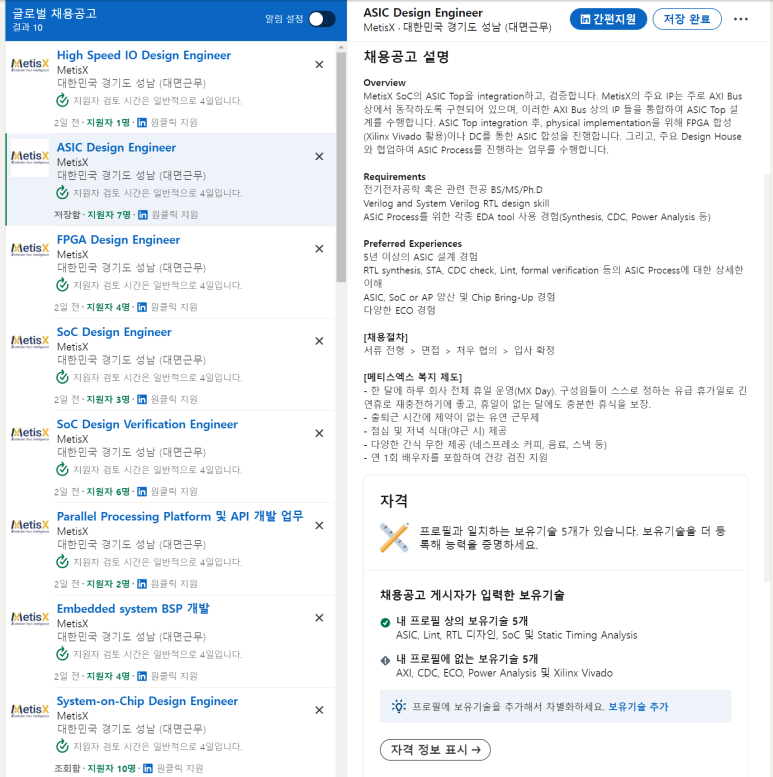 글로벌 채용공고
결과 10
알림 설정
High Speed IO Design Engineer
MetisX
대한민국 경기도 성남 (대면근무)
지원자 검토 시간은 일반적으로 4일입니다.
2일 전 · 지원자 1명 · in 원클릭 지원
ASIC Design Engineer
MetisX
대한민국 경기도 성남 (대면근무)
지원자 검토 시간은 일반적으로 4일입니다.
저장함 · 지원자 7명 · in 원클릭 지원
FPGA Design Engineer
MetisX
대한민국 경기도 성남 (대면근무)
지원자 검토 시간은 일반적으로 4일입니다.
2일 전 · 지원자 4명 · in 원클릭 지원
SoC Design Engineer
MetisX
대한민국 경기도 성남 (대면근무)
지원자 검토 시간은 일반적으로 4일입니다.
2일 전 · 지원자 3명 · in 원클릭 지원
SoC Design Verification Engineer
MetisX
대한민국 경기도 성남 (대면근무)
지원자 검토 시간은 일반적으로 4일입니다.
2일 전 · 지원자 6명 · in 원클릭 지원
Parallel Processing Platform 및 API 개발 업무
MetisX
대한민국 경기도 성남 (대면근무)
지원자 검토 시간은 일반적으로 4일입니다.
2일 전 · 지원자 2명 · in 원클릭 지원
Embedded system BSP 개발
MetisX
대한민국 경기도 성남 (대면근무)
지원자 검토 시간은 일반적으로 4일입니다.
2일 전 · 지원자 4명 · in 원클릭 지원
System-on-Chip Design Engineer
MetisX
대한민국 경기도 성남 (대면근무)
지원자 검토 시간은 일반적으로 4일입니다.
조회함 · 지원자 10명 · in 원클릭 지원
ASIC Design Engineer
MetisX · 대한민국 경기도 성남 (대면근무)
in 간편지원
저장 완료
채용공고 설명
Overview
MetisX SoC의 ASIC Top을 integration하고, 검증합니다. MetisX의 주요 IP는 주로 AXI Bus
상에서 동작하도록 구현되어 있으며, 이러한 AXI Bus 상의 IP 들을 통합하여 ASIC Top 설
계를 수행합니다. ASIC Top integration 후, physical implementation을 위해 FPGA 합성
(Xilinx Vivado 활용)이나 DC를 통한 ASIC 합성을 진행합니다. 그리고, 주요 Design House
와 협업하여 ASIC Process를 진행하는 업무를 수행합니다.
Requirements
전기전자공학 혹은 관련 전공 BS/MS/Ph.D
Verilog and System Verilog RTL design skill
ASIC Process를 위한 각종 EDA tool 사용 경험(Synthesis, CDC, Power Analysis 등)
Preferred Experiences
5년 이상의 ASIC 설계 경험
RTL synthesis, STA, CDC check, Lint, formal verification 등의 ASIC Process에 대한 상세한
이해
ASIC, SoC or AP 양산 및 Chip Bring-Up 경험
다양한 ECO 경험
[채용절차]
서류 전형 > 면접 > 처우 협의 > 입사 확정
[메티스엑스 복지 제도]
- 한 달에 하루 회사 전체 휴일 운영(MX Day). 구성원들이 스스로 정하는 유급 휴가일로 긴
연휴로 재충전하기에 좋고, 휴일이 없는 달에도 충분한 휴식을 보장.
- 출퇴근 시간에 제약이 없는 유연 근무제
- 점심 및 저녁 식대(야근 시) 제공
- 다양한 간식 무한 제공 (네스프레소 커피, 음료, 스낵 등)
- 연 1회 배우자를 포함하여 건강 검진 지원
자격
프로필과 일치하는 보유기술 5개가 있습니다. 보유기술을 더 등
록해 능력을 증명하세요.
채용공고 게시자가 입력한 보유기술
내 프로필 상의 보유기술 5개
ASIC, Lint, RTL 디자인, SoC 및 Static Timing Analysis
내 프로필에 없는 보유기술 5개
AXI, CDC, ECO, Power Analysis 및 Xilinx Vivado
프로필에 보유기술을 추가해서 차별화하세요. 보유기술 추가
자격 정보 표시 →